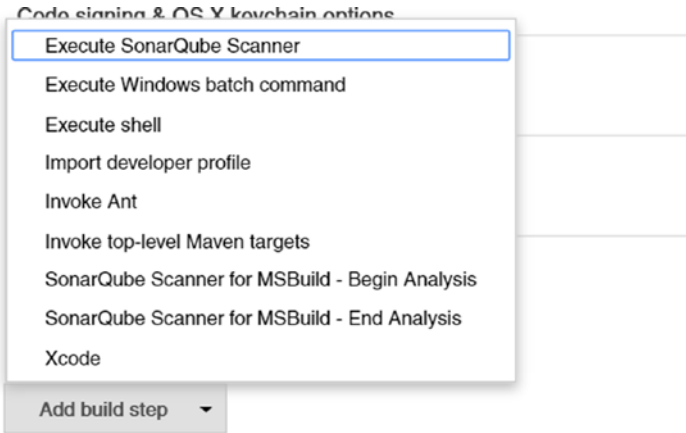 Code signing & OS X keychain options
Execute SonarQube Scanner
Execute Windows batch command
Execute shell
Import developer profile
Invoke Ant
Invoke top-level Maven targets
SonarQube Scanner for MSBuild - Begin Analysis
SonarQube Scanner for MSBuild - End Analysis
Xcode
Add build step